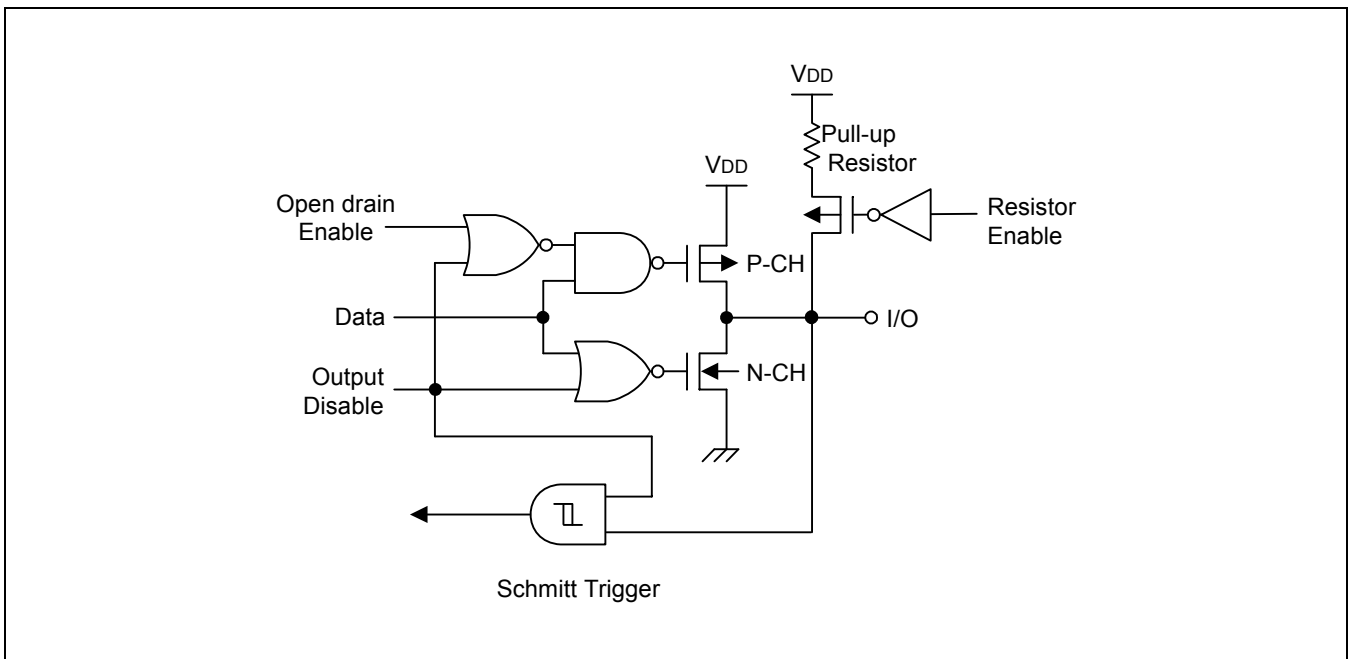 VDD
Pull-up
Resistor
VDD
Open drain
Enable
Resistor
Enable
P-CH
Data
I/O
Output
Disable
N-CH
Schmitt Trigger